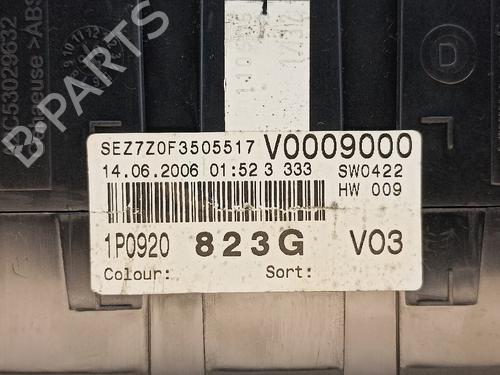 SEZ7Z0F3505517 V0009000
14.06.2006 01:52 3 333 SW0422
HW 009
1P0920 823G V03
Colour: Sort:
D
B-PARTS